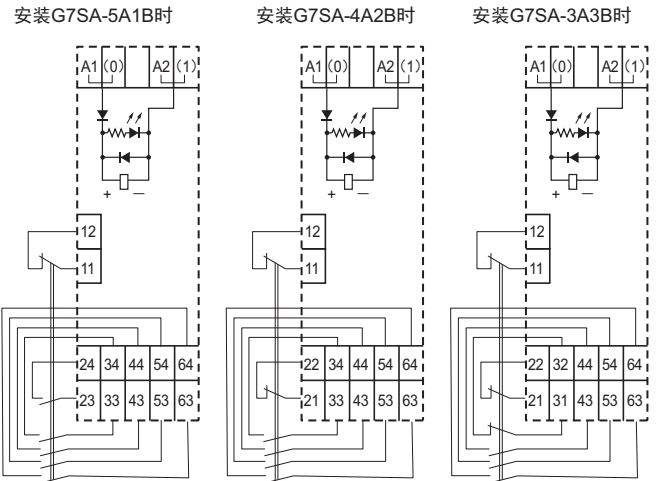 安装G7SA-5A1B时 安装G7SA-4A2B时 安装G7SA-3A3B时
A1 (0) A2 (1) A1 (0) A2 (1) A1 (0) A2 (1)
+ − + − + −
12 12 12
11 11 11
24 34 44 54 64 22 34 44 54 64 22 32 44 54 64
23 33 43 53 63 21 33 43 53 63 21 31 43 53 63